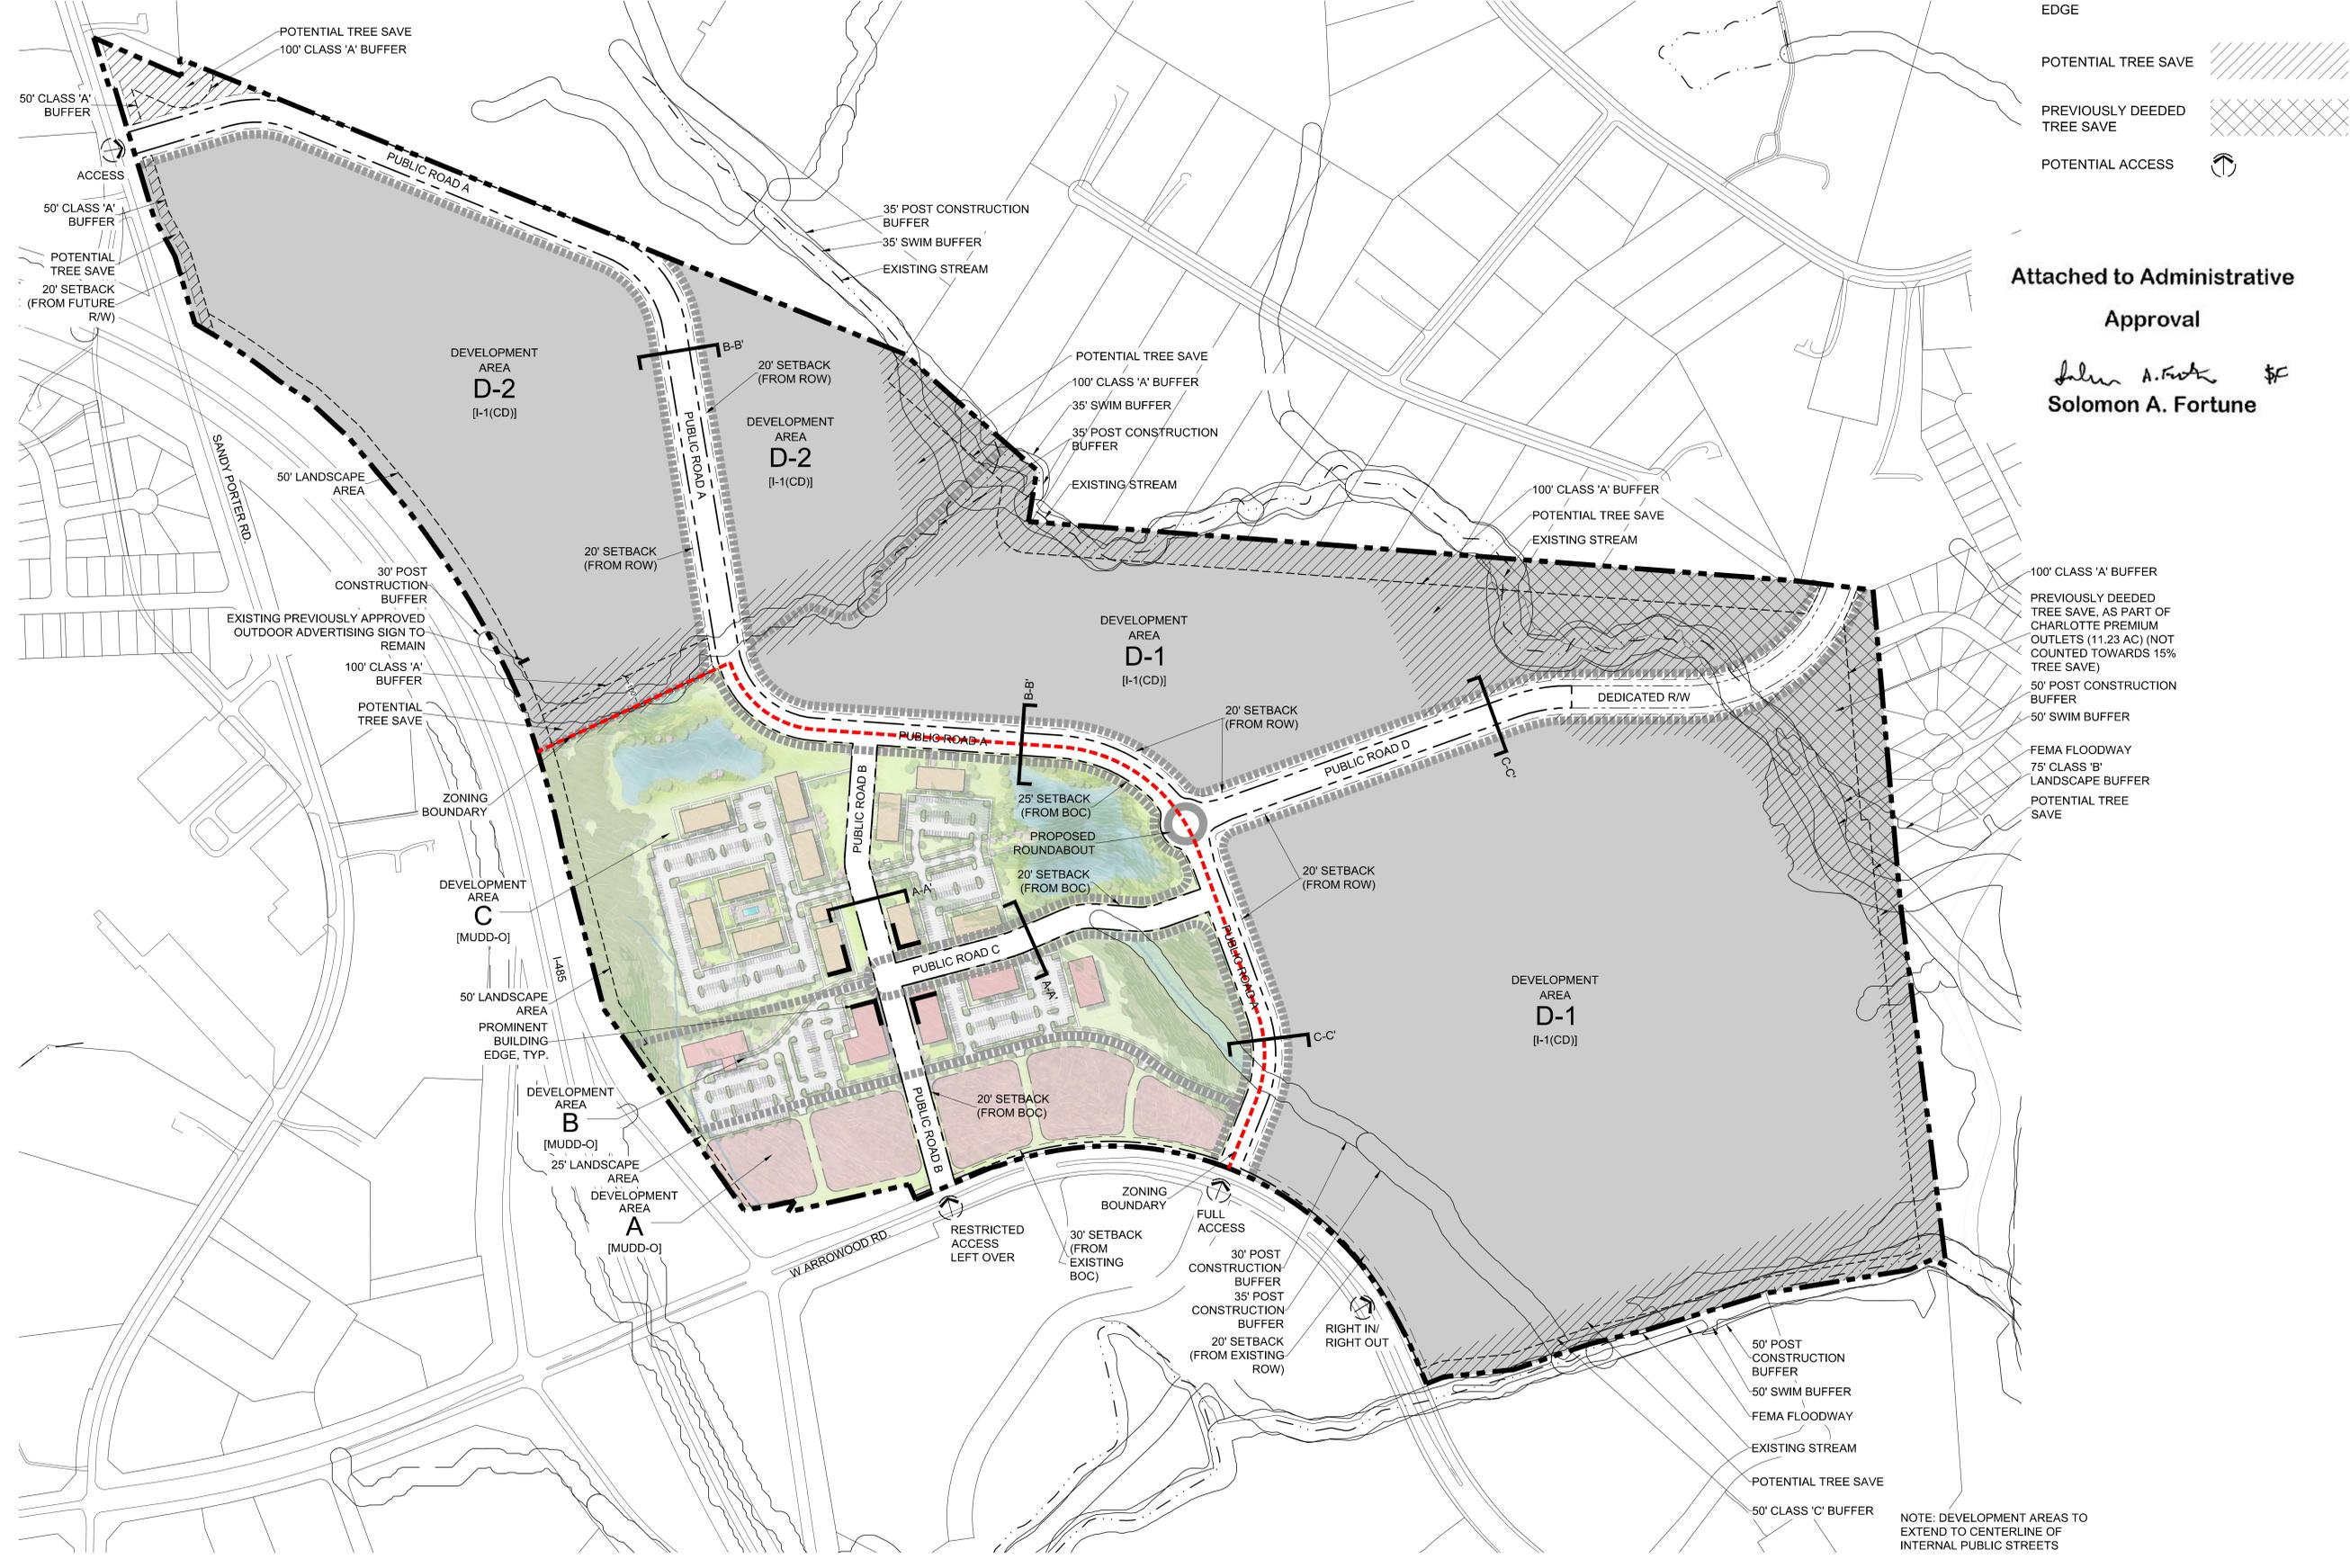 EDGE
POTENTIAL TREE SAVE
PREVIOUSLY DEEDED
TREE SAVE
POTENTIAL ACCESS
Attached to Administrative
Approval
Solomon A. Fortune
POTENTIAL TREE SAVE
100' CLASS 'A' BUFFER
50' CLASS 'A'
BUFFER
ACCESS
50' CLASS 'A'
BUFFER
POTENTIAL
TREE SAVE
20' SETBACK
(FROM FUTURE
R/W)
PUBLIC ROAD A
35' POST CONSTRUCTION
BUFFER
35' SWIM BUFFER
EXISTING STREAM
DEVELOPMENT
AREA
D-2
[I-1(CD)]
B-B'
20' SETBACK
(FROM ROW)
DEVELOPMENT
AREA
D-2
[I-1(CD)]
PUBLIC ROAD A
POTENTIAL TREE SAVE
100' CLASS 'A' BUFFER
35' SWIM BUFFER
35' POST CONSTRUCTION
BUFFER
EXISTING STREAM
SANDY PORTER RD.
50' LANDSCAPE
AREA
20' SETBACK
(FROM ROW)
100' CLASS 'A' BUFFER
POTENTIAL TREE SAVE
EXISTING STREAM
30' POST
CONSTRUCTION
BUFFER
EXISTING PREVIOUSLY APPROVED
OUTDOOR ADVERTISING SIGN TO
REMAIN
100' CLASS 'A'
BUFFER
POTENTIAL
TREE SAVE
DEVELOPMENT
AREA
D-1
[I-1(CD)]
100' CLASS 'A' BUFFER
PREVIOUSLY DEEDED
TREE SAVE, AS PART OF
CHARLOTTE PREMIUM
OUTLETS (11.23 AC) (NOT
COUNTED TOWARDS 15%
TREE SAVE)
50' POST CONSTRUCTION
BUFFER
50' SWIM BUFFER
FEMA FLOODWAY
75' CLASS 'B'
LANDSCAPE BUFFER
POTENTIAL TREE
SAVE
DEDICATED R/W
B-B'
20' SETBACK
(FROM ROW)
PUBLIC ROAD A
PUBLIC ROAD D
C-C'
ZONING
BOUNDARY
PUBLIC ROAD B
25' SETBACK
(FROM BOC)
PROPOSED
ROUNDABOUT
20' SETBACK
(FROM BOC)
20' SETBACK
(FROM ROW)
DEVELOPMENT
AREA
C
[MUDD-O]
A-A'
PUBLIC ROAD C
A-A'
PUBLIC ROAD A
I-485
50' LANDSCAPE
AREA
PROMINENT
BUILDING
EDGE, TYP.
DEVELOPMENT
AREA
D-1
[I-1(CD)]
C-C'
DEVELOPMENT
AREA
B
[MUDD-O]
20' SETBACK
(FROM BOC)
PUBLIC ROAD B
25' LANDSCAPE
AREA
DEVELOPMENT
AREA
A
[MUDD-O]
W ARROWOOD RD.
RESTRICTED
ACCESS
LEFT OVER
30' SETBACK
(FROM
EXISTING
BOC)
ZONING
BOUNDARY
FULL
ACCESS
30' POST
CONSTRUCTION
BUFFER
35' POST
CONSTRUCTION
BUFFER
20' SETBACK
(FROM EXISTING
ROW)
RIGHT IN/
RIGHT OUT
50' POST
CONSTRUCTION
BUFFER
50' SWIM BUFFER
FEMA FLOODWAY
EXISTING STREAM
POTENTIAL TREE SAVE
50' CLASS 'C' BUFFER
NOTE: DEVELOPMENT AREAS TO
EXTEND TO CENTERLINE OF
INTERNAL PUBLIC STREETS